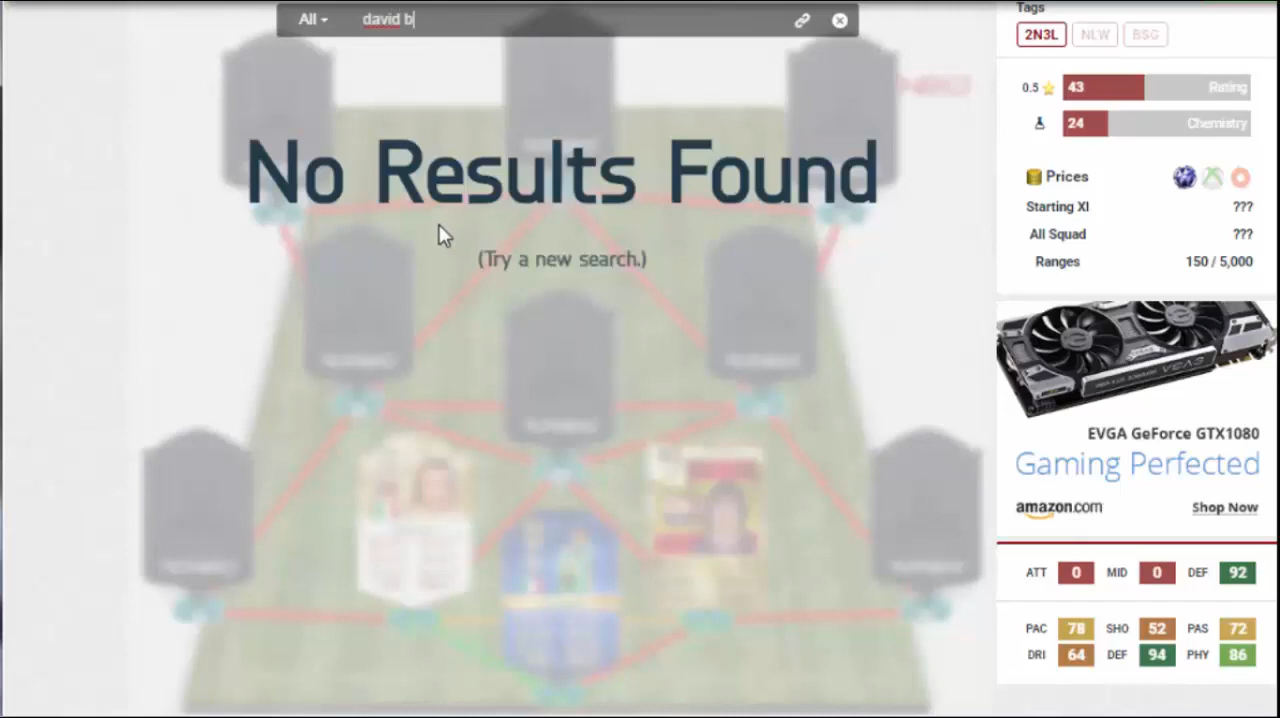 All
david b
No Results Found
(Try a new search.)
Tags
2N3L NLW BSG
0.5 43 Rating
24 Chemistry
Prices
Starting XI ???
All Squad ???
Ranges 150 / 5,000
EVGA GeForce GTX1080
Gaming Perfected
amazon.com Shop Now
ATT 0 MID 0 DEF 92
PAC 78 SHO 52 PAS 72
DRI 64 DEF 94 PHY 86